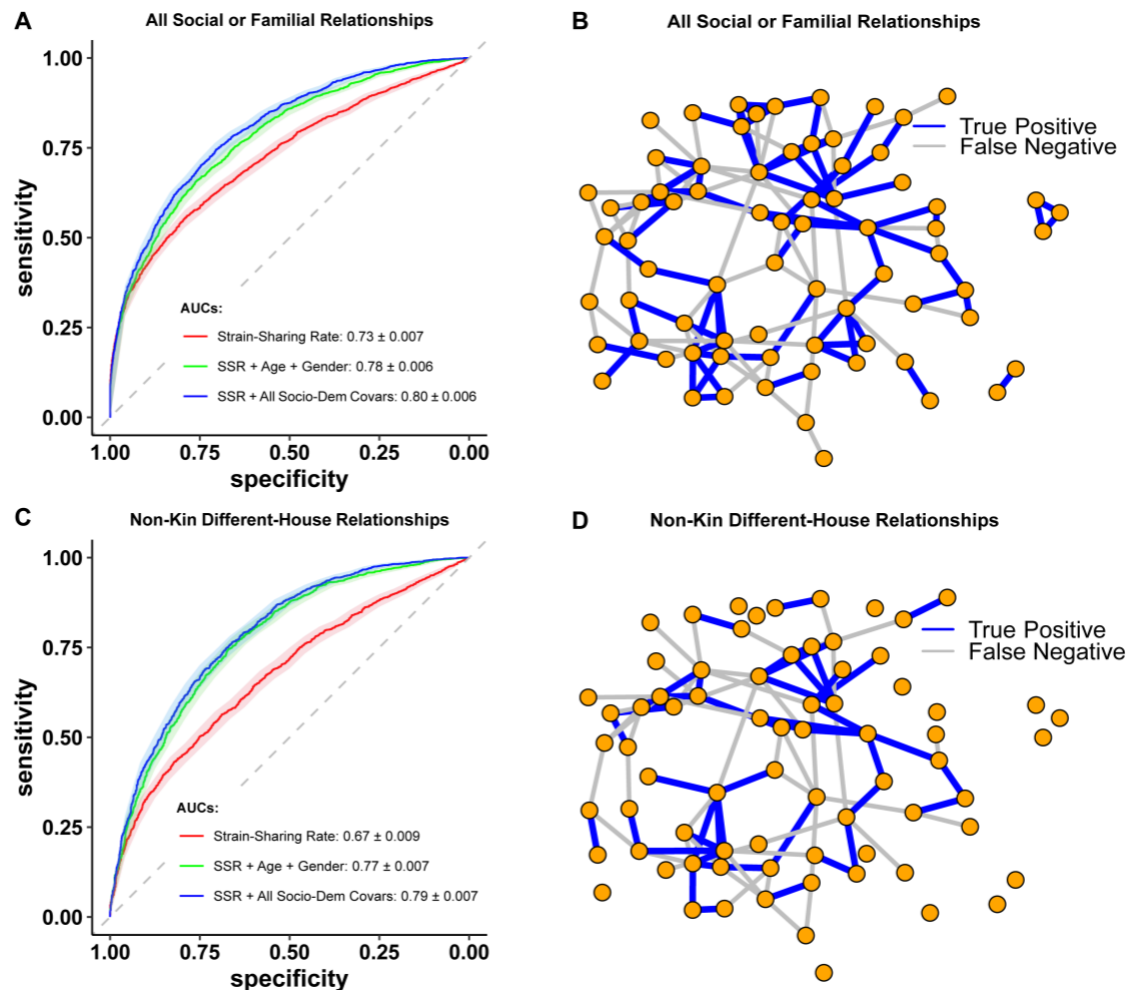 A
All Social or Familial Relationships
1.00
0.75
0.50
0.25
0.00
sensitivity
AUCs:
Strain-Sharing Rate: 0.73 ± 0.007
SSR + Age + Gender: 0.78 ± 0.006
SSR + All Socio-Dem Covars: 0.80 ± 0.006
1.00 0.75 0.50 0.25 0.00
specificity
B
All Social or Familial Relationships
True Positive
False Negative
C
Non-Kin Different-House Relationships
1.00
0.75
0.50
0.25
0.00
sensitivity
AUCs:
Strain-Sharing Rate: 0.67 ± 0.009
SSR + Age + Gender: 0.77 ± 0.007
SSR + All Socio-Dem Covars: 0.79 ± 0.007
1.00 0.75 0.50 0.25 0.00
specificity
D
Non-Kin Different-House Relationships
True Positive
False Negative